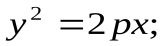 y² = 2px;